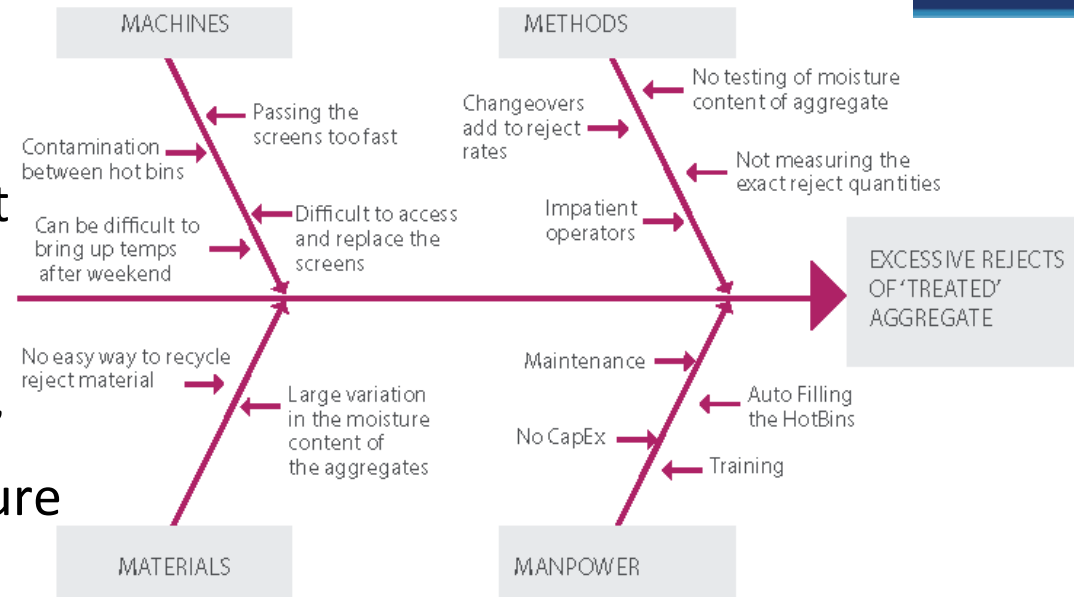 MACHINES
METHODS
Passing the
screens too fast
Contamination
between hot bins
Can be difficult to
bring up temps
after weekend
Difficult to access
and replace the
screens
No testing of moisture
content of aggregate
Changeovers
add to reject
rates
Not measuring the
exact reject quantities
Impatient
operators
EXCESSIVE REJECTS
OF ‘TREATED’
AGGREGATE
No easy way to recycle
reject material
Large variation
in the moisture
content of
the aggregates
Maintenance
Auto Filling
the HotBins
No CapEx
Training
MATERIALS
MANPOWER
t
,
ure